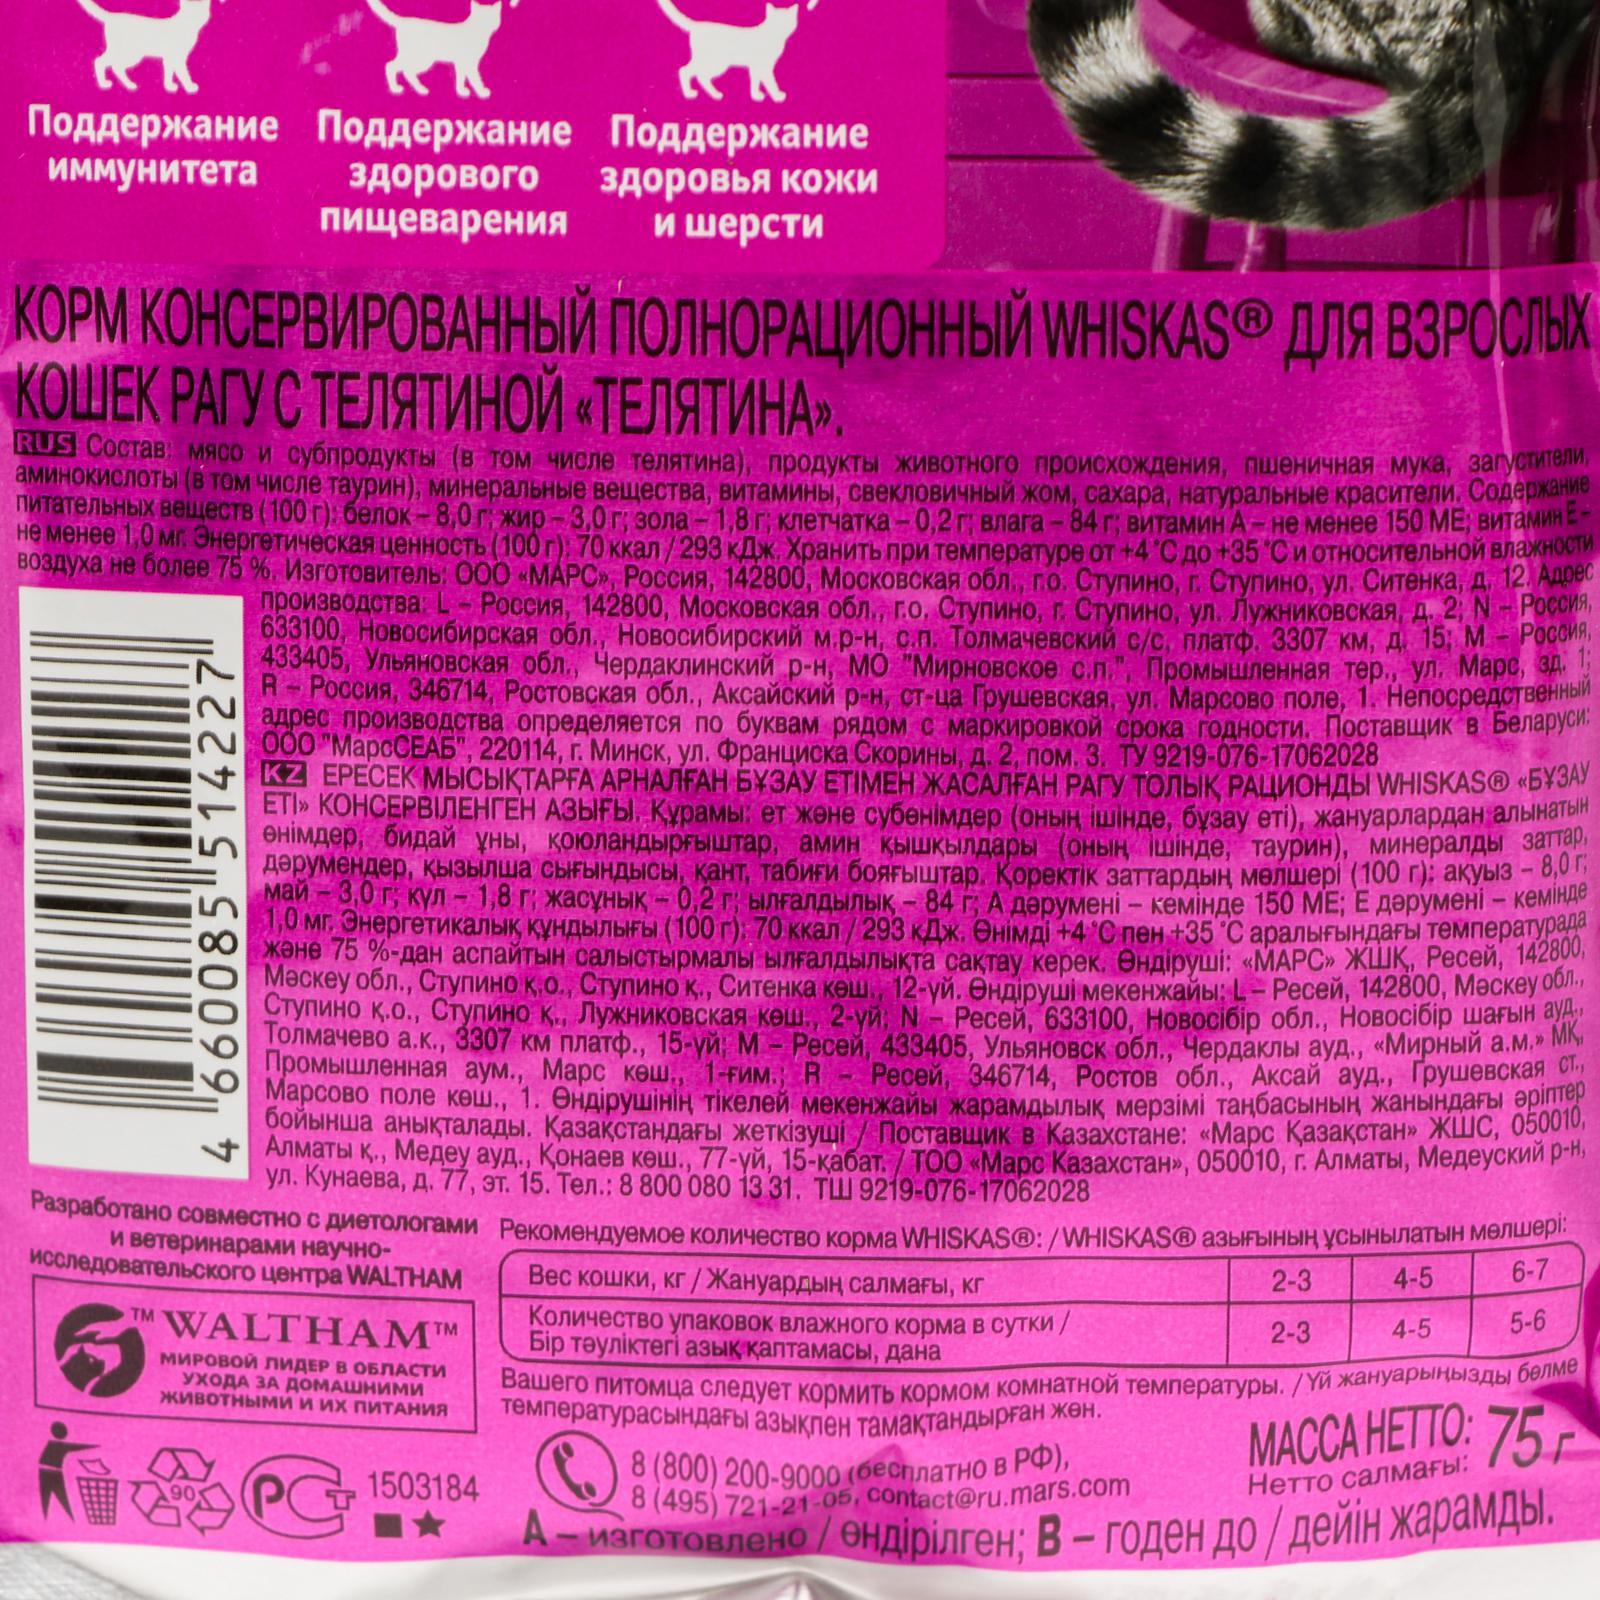 Поддержание
иммунитета
Поддержание
здорового
пищеварения
Поддержание
здоровья кожи
и шерсти
КОРМ КОНСЕРВИРОВАННЫЙ ПОЛНОРАЦИОННЫЙ WHISKAS® ДЛЯ ВЗРОСЛЫХ
КОШЕК РАГУ С ТЕЛЯТИНОЙ «ТЕЛЯТИНА».
RUS Состав: мясо и субпродукты (в том числе телятина), продукты животного происхождения, пшеничная мука, загустители,
аминокислоты (в том числе таурин), минеральные вещества, витамины, свекловичный жом, сахара, натуральные красители. Содержание
питательных веществ (100 г): белок – 8,0 г; жир – 3,0 г; зола – 1,8 г; клетчатка – 0,2 г; влага – 84 г; витамин А – не менее 150 МЕ; витамин Е –
не менее 1,0 мг. Энергетическая ценность (100 г): 70 ккал / 293 кДж. Хранить при температуре от +4 °С до +35 °С и относительной влажности
воздуха не более 75 %. Изготовитель: ООО «МАРС», Россия, 142800, Московская обл., г.о. Ступино, г. Ступино, ул. Ситенка, д. 12. Адрес
производства: L – Россия, 142800, Московская обл., г.о. Ступино, г. Ступино, ул. Лужниковская, д. 2; N – Россия,
633100, Новосибирская обл., Новосибирский м.р-н, с.п. Толмачевский с/с, платф. 3307 км, д. 15; М – Россия,
433405, Ульяновская обл., Чердаклинский р-н, МО "Мирновское с.п.", Промышленная тер., ул. Марс, зд. 1;
R – Россия, 346714, Ростовская обл., Аксайский р-н, ст-ца Грушевская, ул. Марсово поле, 1. Непосредственный
адрес производства определяется по буквам рядом с маркировкой срока годности. Поставщик в Беларуси:
ООО "МарсСЕАБ", 220114, г. Минск, ул. Франциска Скорины, д. 2, пом. 3. ТУ 9219-076-17062028
KZ ЕРЕСЕК МЫСЫҚТАРҒА АРНАЛҒАН БҰЗАУ ЕТІМЕН ЖАСАЛҒАН РАГУ ТОЛЫҚ РАЦИОНДЫ WHISKAS® «БҰЗАУ
ЕТІ» КОНСЕРВІЛЕНГЕН АЗЫҒЫ. Құрамы: ет және субөнімдер (оның ішінде, бұзау еті), жануарлардан алынатын
өнімдер, бидай ұны, қоюландырғыштар, амин қышқылдары (оның ішінде, таурин), минералды заттар,
дәрумендер, қызылша сығындысы, қант, табиғи бояғыштар. Қоректік заттардың мөлшері (100 г): ақуыз – 8,0 г;
май – 3,0 г; күл – 1,8 г; жасұнық – 0,2 г; ылғалдылық – 84 г; А дәрумені – кемінде 150 МЕ; Е дәрумені – кемінде
1,0 мг. Энергетикалық құндылығы (100 г): 70 ккал / 293 кДж. Өнімді +4 °С пен +35 °С аралығындағы температурада
және 75 %-дан аспайтын салыстырмалы ылғалдылықта сақтау керек. Өндіруші: «МАРС» ЖШҚ, Ресей, 142800,
Мәскеу обл., Ступино қ.о., Ступино қ., Ситенка көш., 12-үй. Өндіруші мекенжайы: L – Ресей, 142800, Мәскеу обл.,
Ступино қ.о., Ступино қ., Лужниковская көш., 2-үй; N – Ресей, 633100, Новосібір обл., Новосібір шағын ауд.,
Толмачево а.к., 3307 км платф., 15-үй; М – Ресей, 433405, Ульяновск обл., Чердаклы ауд., «Мирный а.м.» МҚ,
Промышленная аум., Марс көш., 1-ғим.; R – Ресей, 346714, Ростов обл., Аксай ауд., Грушевская ст.,
Марсово поле көш., 1. Өндірушінің тікелей мекенжайы жарамдылық мерзімі таңбасының жанындағы әріптер
бойынша анықталады. Қазақстандағы жеткізуші / Поставщик в Казахстане: «Марс Қазақстан» ЖШС, 050010,
Алматы қ., Медеу ауд., Қонаев көш., 77-үй, 15-қабат. / ТОО «Марс Казахстан», 050010, г. Алматы, Медеуский р-н,
ул. Кунаева, д. 77, эт. 15. Тел.: 8 800 080 13 31. ТШ 9219-076-17062028
4 660085 514227
Разработано совместно с диетологами
и ветеринарами научно-
исследовательского центра WALTHAM
™ WALTHAM™
МИРОВОЙ ЛИДЕР В ОБЛАСТИ
УХОДА ЗА ДОМАШНИМИ
ЖИВОТНЫМИ И ИХ ПИТАНИЯ
Рекомендуемое количество корма WHISKAS®: / WHISKAS® азығының ұсынылатын мөлшері:
Вес кошки, кг / Жануардың салмағы, кг 2-3 4-5 6-7
Количество упаковок влажного корма в сутки /
Бір тәуліктегі азық қаптамасы, дана 2-3 4-5 5-6
Вашего питомца следует кормить кормом комнатной температуры. / Үй жануарыңызды бөлме
температурасындағы азықпен тамақтандырған жөн.
90
РСТ
1503184
8 (800) 200-9000 (бесплатно в РФ),
8 (495) 721-21-05, contact@ru.mars.com
МАССА НЕТТО: 75 г
Нетто салмағы:
А – изготовлено / өндірілген; В – годен до / дейін жарамды.